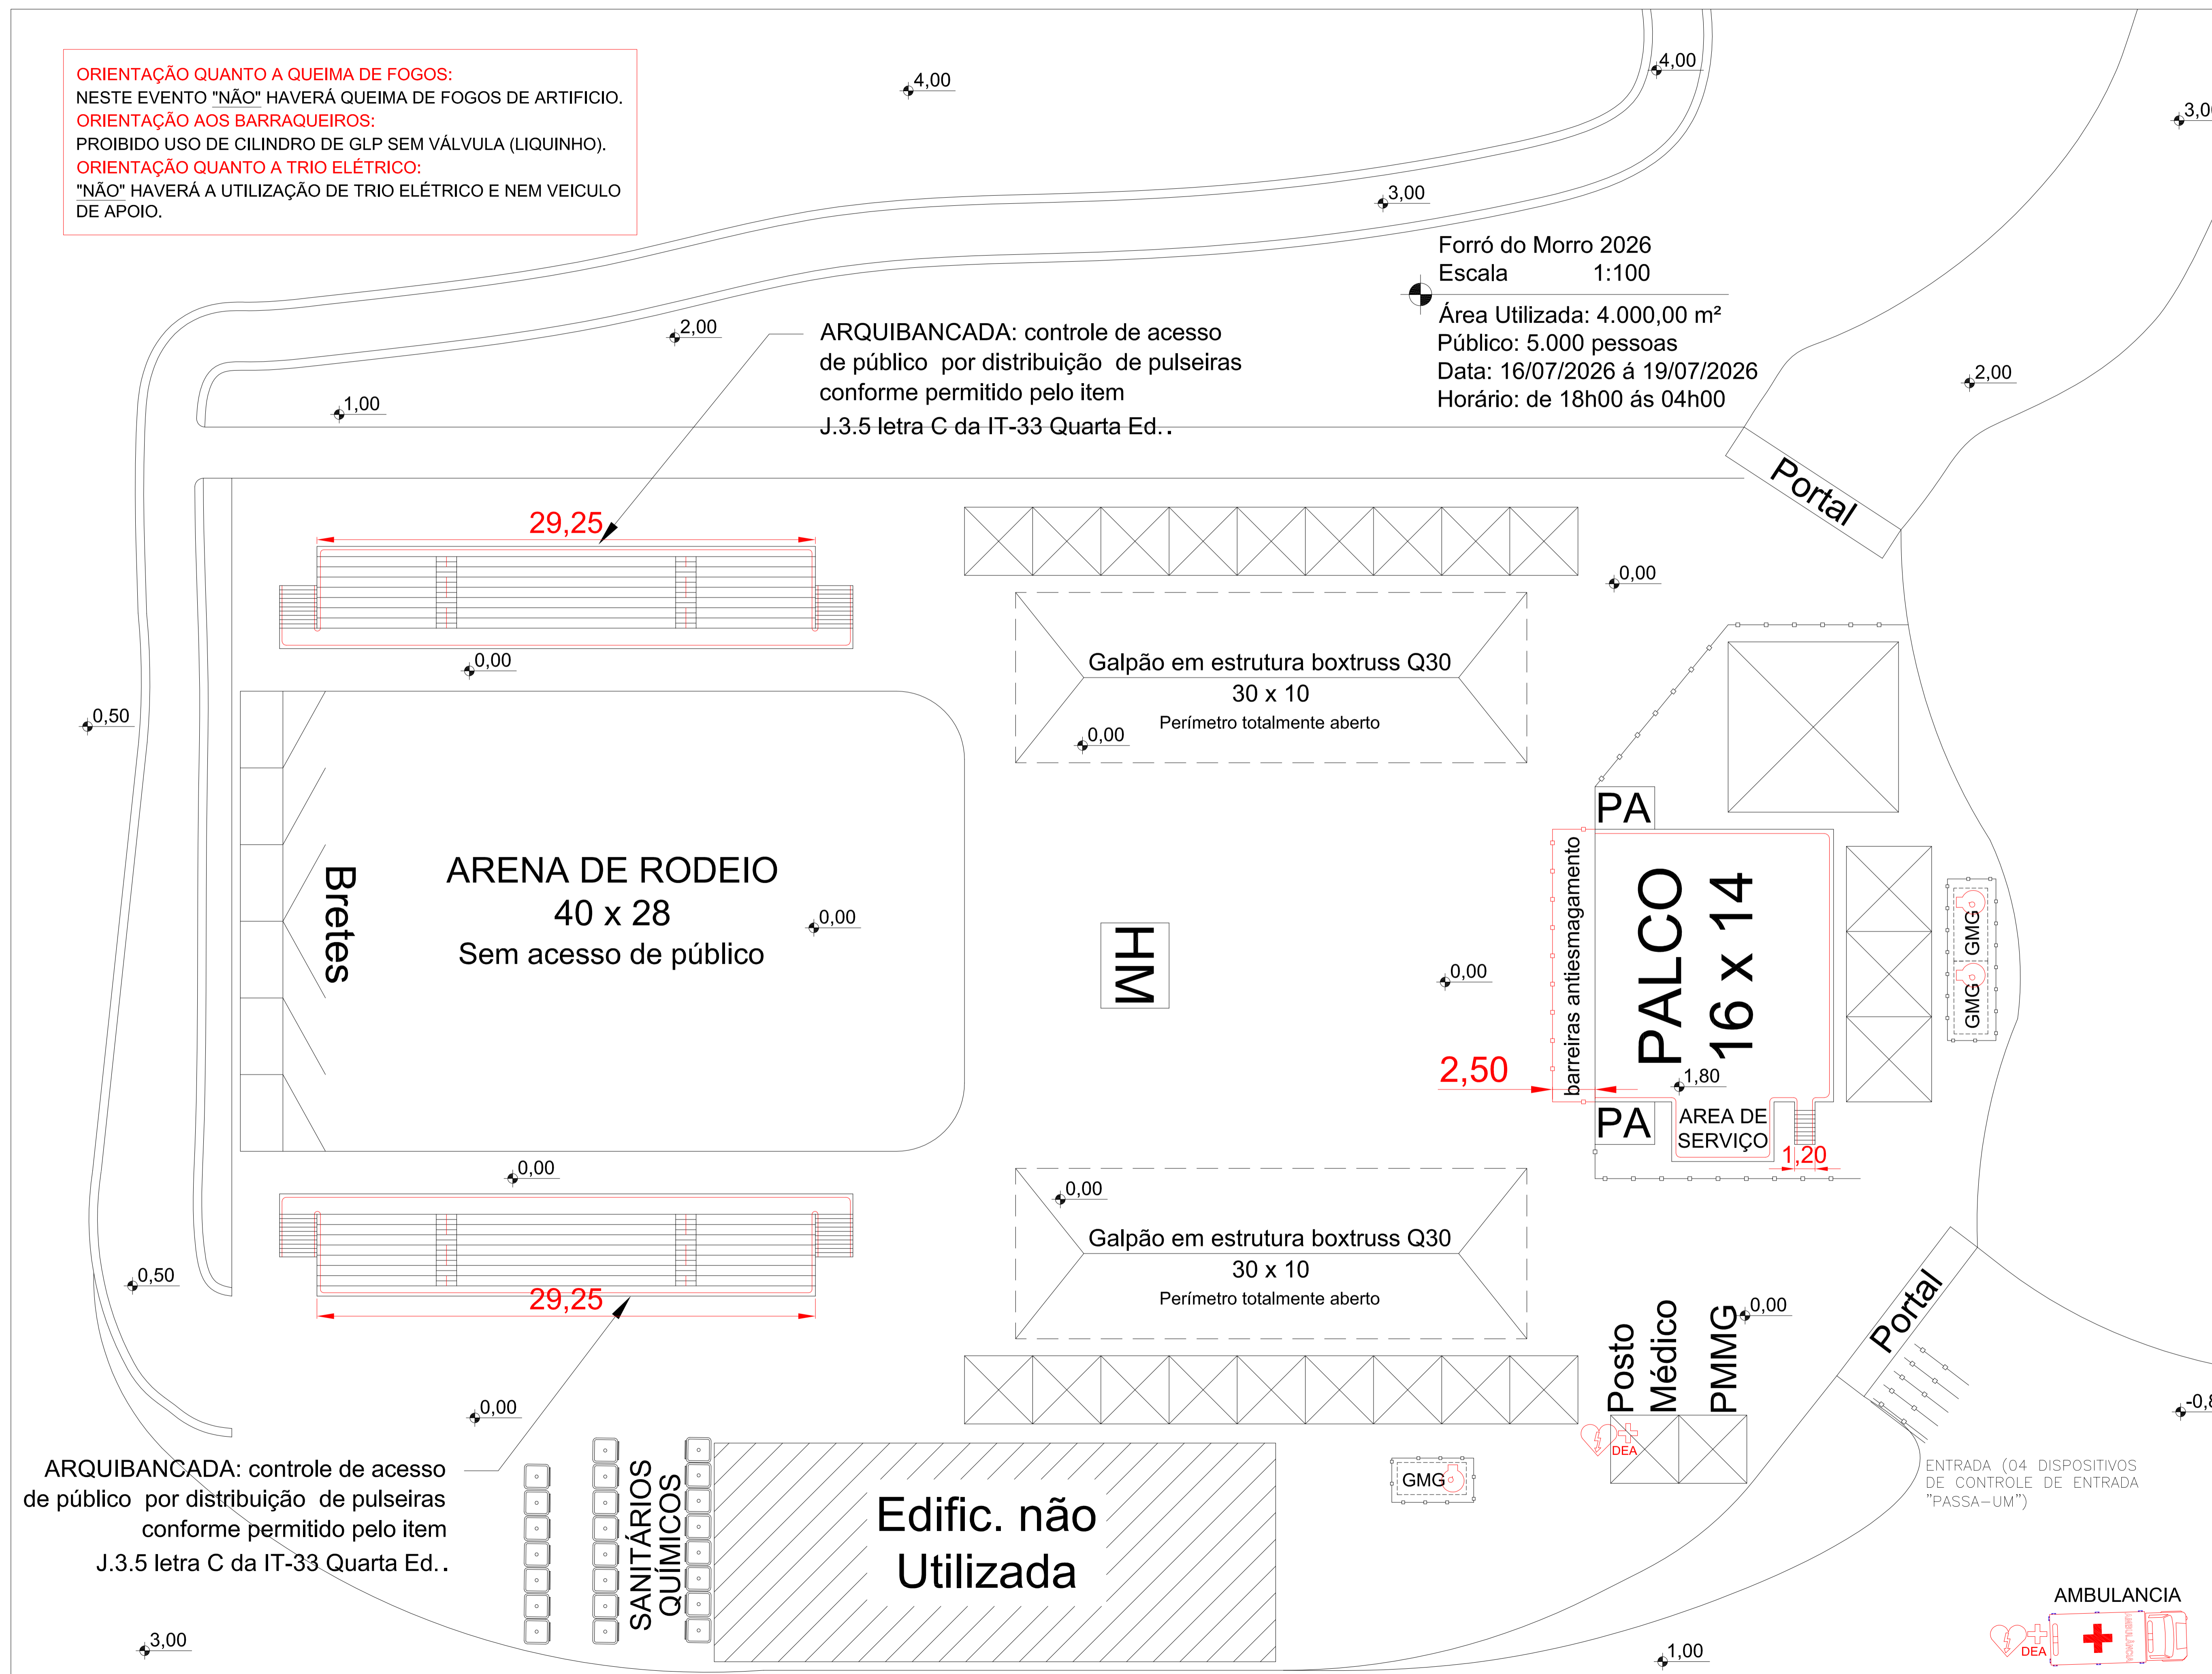 ORIENTAÇÃO QUANTO A QUEIMA DE FOGOS:
NESTE EVENTO "NÃO" HAVERÁ QUEIMA DE FOGOS DE ARTIFICIO.
ORIENTAÇÃO AOS BARRAQUEIROS:
PROIBIDO USO DE CILINDRO DE GLP SEM VÁLVULA (LIQUINHO).
ORIENTAÇÃO QUANTO A TRIO ELÉTRICO:
"NÃO" HAVERÁ A UTILIZAÇÃO DE TRIO ELÉTRICO E NEM VEICULO
DE APOIO.
4,00
4,00
3,00
Forró do Morro 2026
Escala 1:100
Área Utilizada: 4.000,00 m²
Público: 5.000 pessoas
Data: 16/07/2026 á 19/07/2026
Horário: de 18h00 ás 04h00
2,00
1,00
2,00
ARQUIBANCADA: controle de acesso
de público por distribuição de pulseiras
conforme permitido pelo item
J.3.5 letra C da IT-33 Quarta Ed..
Portal
29,25
0,00
0,00
0,50
Galpão em estrutura boxtruss Q30
30 x 10
Perímetro totalmente aberto
0,00
Bretes
ARENA DE RODEIO
40 x 28
Sem acesso de público
0,00
HM
0,00
PA
barreiras antiesmagamento
PALCO
16 x 14
1,80
2,50
PA
AREA DE
SERVIÇO
1,20
GMG
GMG
0,00
0,00
Galpão em estrutura boxtruss Q30
30 x 10
Perímetro totalmente aberto
0,50
29,25
0,00
Posto
Médico
PMMG
0,00
Portal
DEA
GMG
ENTRADA (04 DISPOSITIVOS
DE CONTROLE DE ENTRADA
"PASSA-UM")
ARQUIBANCADA: controle de acesso
de público por distribuição de pulseiras
conforme permitido pelo item
J.3.5 letra C da IT-33 Quarta Ed..
SANITÁRIOS
QUÍMICOS
Edific. não
Utilizada
3,00
1,00
AMBULANCIA
DEA
AMBULANCIA